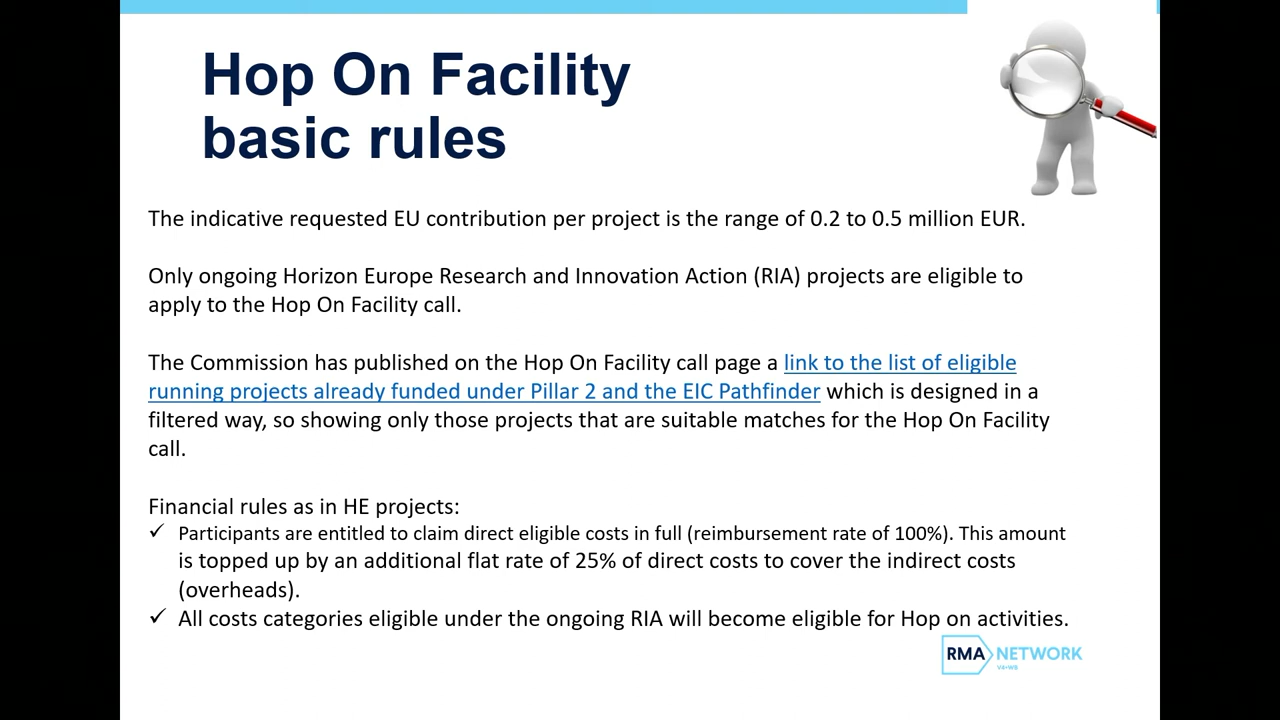 Hop On Facility
basic rules
The indicative requested EU contribution per project is the range of 0.2 to 0.5 million EUR.
Only ongoing Horizon Europe Research and Innovation Action (RIA) projects are eligible to
apply to the Hop On Facility call.
The Commission has published on the Hop On Facility call page a link to the list of eligible
running projects already funded under Pillar 2 and the EIC Pathfinder which is designed in a
filtered way, so showing only those projects that are suitable matches for the Hop On Facility
call.
Financial rules as in HE projects:
✓ Participants are entitled to claim direct eligible costs in full (reimbursement rate of 100%). This amount
is topped up by an additional flat rate of 25% of direct costs to cover the indirect costs
(overheads).
✓ All costs categories eligible under the ongoing RIA will become eligible for Hop on activities.
RMA NETWORK
V4+WB